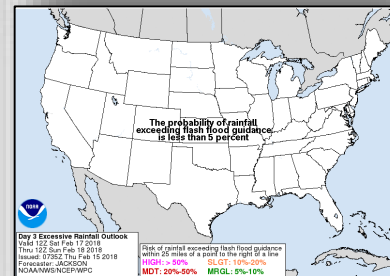 The probability of rainfall
exceeding flash flood guidance
is less than 5 percent
noaa
Day 3 Excessive Rainfall Outlook
Valid 12Z Sat Feb 17 2018
Thru 12Z Sun Feb 18 2018
Issued: 0735Z Thu Feb 15 2018
Forecaster: JACKSON
NOAA/NWS/NCEP/WPC
Risk of rainfall exceeding flash flood guidance
within 25 miles of a point to the right of a line
HIGH: > 50% SLGT: 10%-20%
MDT: 20%-50% MRGL: 5%-10%